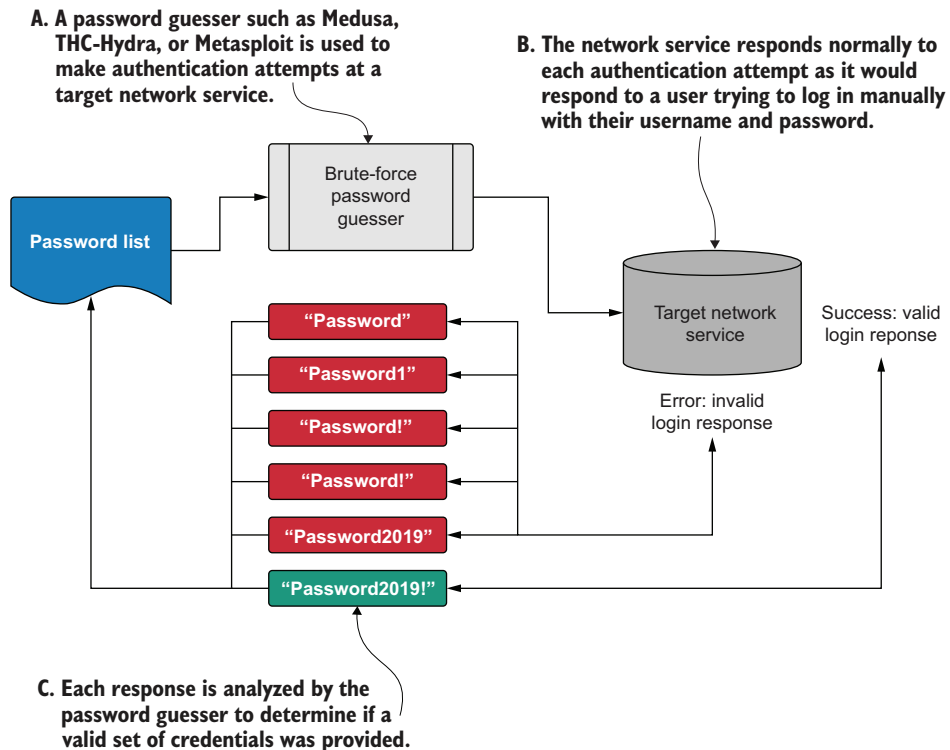 A. A password guesser such as Medusa,
THC-Hydra, or Metasploit is used to
make authentication attempts at a
target network service.
B. The network service responds normally to
each authentication attempt as it would
respond to a user trying to log in manually
with their username and password.
Brute-force
password
guesser
Password list
Target network
service
Success: valid
login reponse
Error: invalid
login response
“Password”
“Password1”
“Password!”
“Password!”
“Password2019”
“Password2019!”
C. Each response is analyzed by the
password guesser to determine if a
valid set of credentials was provided.